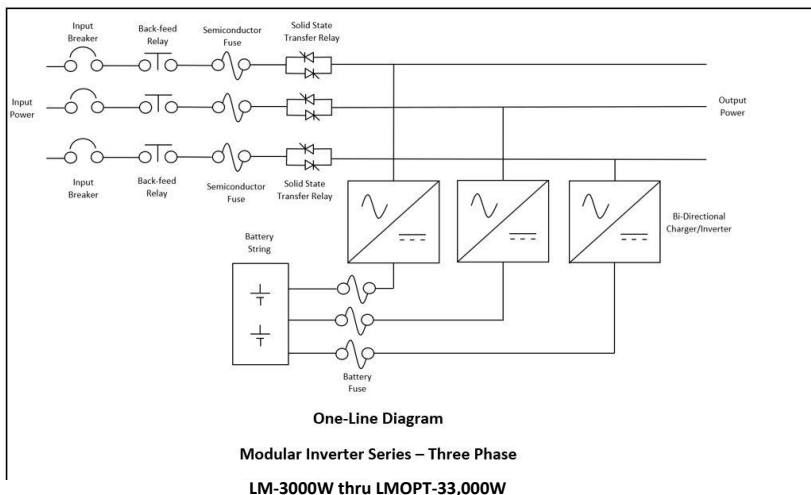 Input
Breaker
Back-feed
Relay
Semiconductor
Fuse
Solid State
Transfer Relay
Input
Power
Output
Power
Input
Breaker
Back-feed
Relay
Semiconductor
Fuse
Solid State
Transfer Relay
Bi-Directional
Charger/Inverter
Battery
String
Battery
Fuse
One-Line Diagram
Modular Inverter Series – Three Phase
LM-3000W thru LMOPT-33,000W